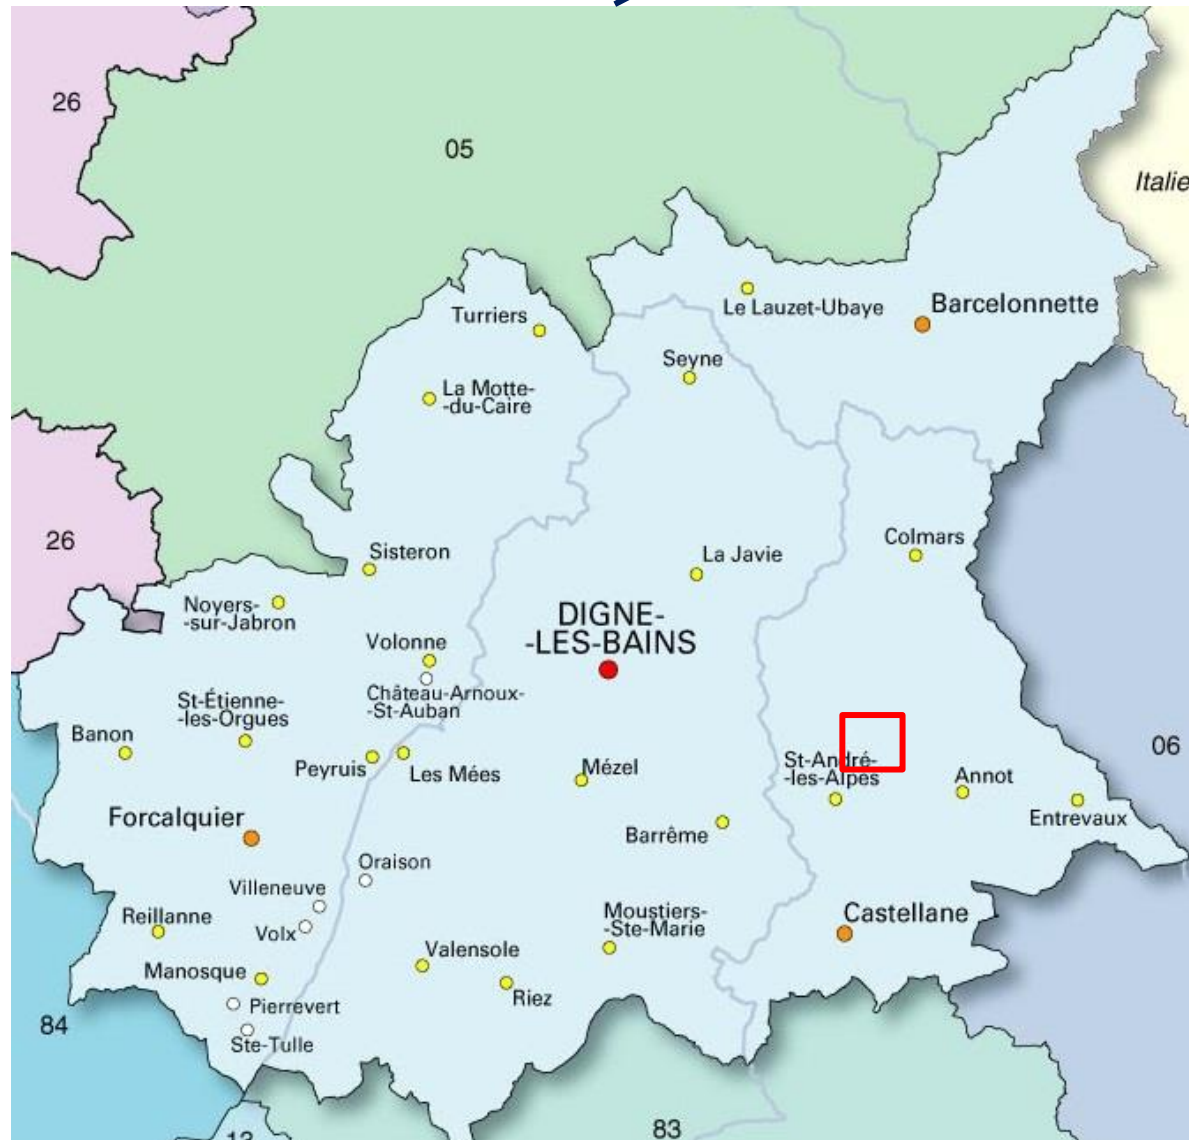 26
05
Italie
Le Lauzet-Ubaye
Barcelonnette
Turriers
Seyne
La Motte-
-du-Caire
26
Sisteron
La Javie
Colmars
Noyers-
-sur-Jabron
DIGNE-
-LES-BAINS
Volonne
Château-Arnoux-
-St-Auban
St-Étienne-
-les-Orgues
Banon
Peyruis
Les Mées
Mézel
St-André-
-les-Alpes
Annot
06
Entrevaux
Forcalquier
Barrême
Oraison
Villeneuve
Reillanne
Volx
Moustiers-
-Ste-Marie
Castellane
Valensole
Manosque
Riez
Pierrevert
84
Ste-Tulle
83